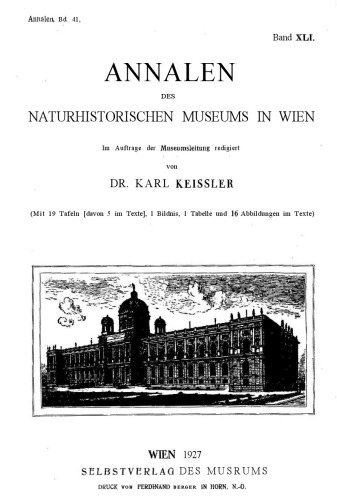 Annalen, Bd. 41,
Band XLI.
ANNALEN
DES
NATURHISTORISCHEN MUSEUMS IN WIEN
Im Auftrage der Museumsleitung redigiert
von
DR. KARL KEISSLER
(Mit 19 Tafeln [davon 5 im Texte], 1 Bildnis, 1 Tabelle und 16 Abbildungen im Texte)
WIEN 1927
SELBSTVERLAG DES MUSRUMS
DRUCK VON FERDINAND BERGER IN HORN, N.-Ö.